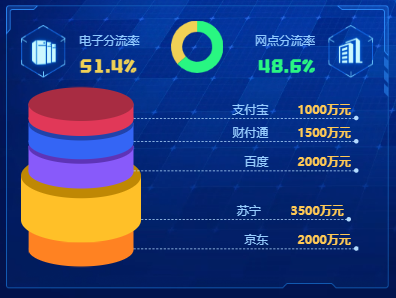 电子分流率
51.4%
网点分流率
48.6%
支付宝 1000万元
财付通 1500万元
百度 2000万元
苏宁 3500万元
京东 2000万元